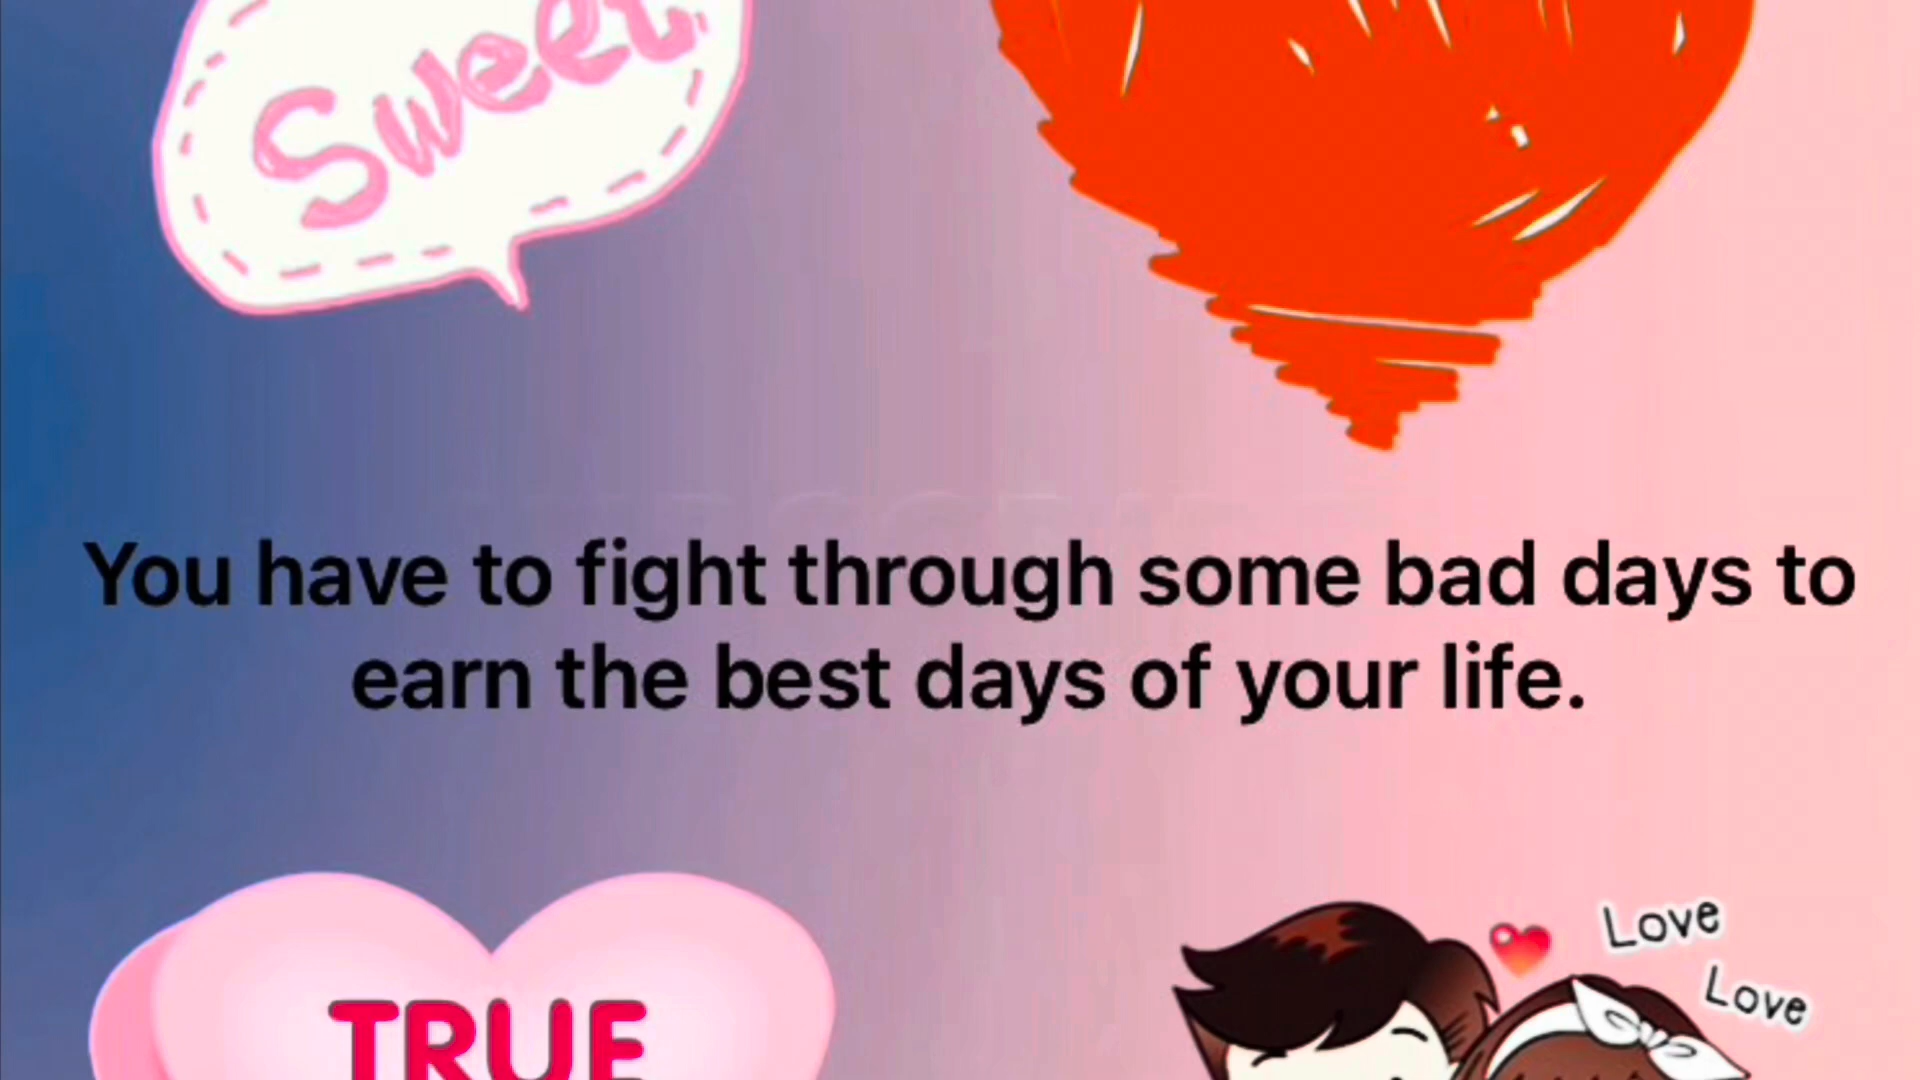 Sweet
You have to fight through some bad days to
earn the best days of your life.
Love
Love
TRUE